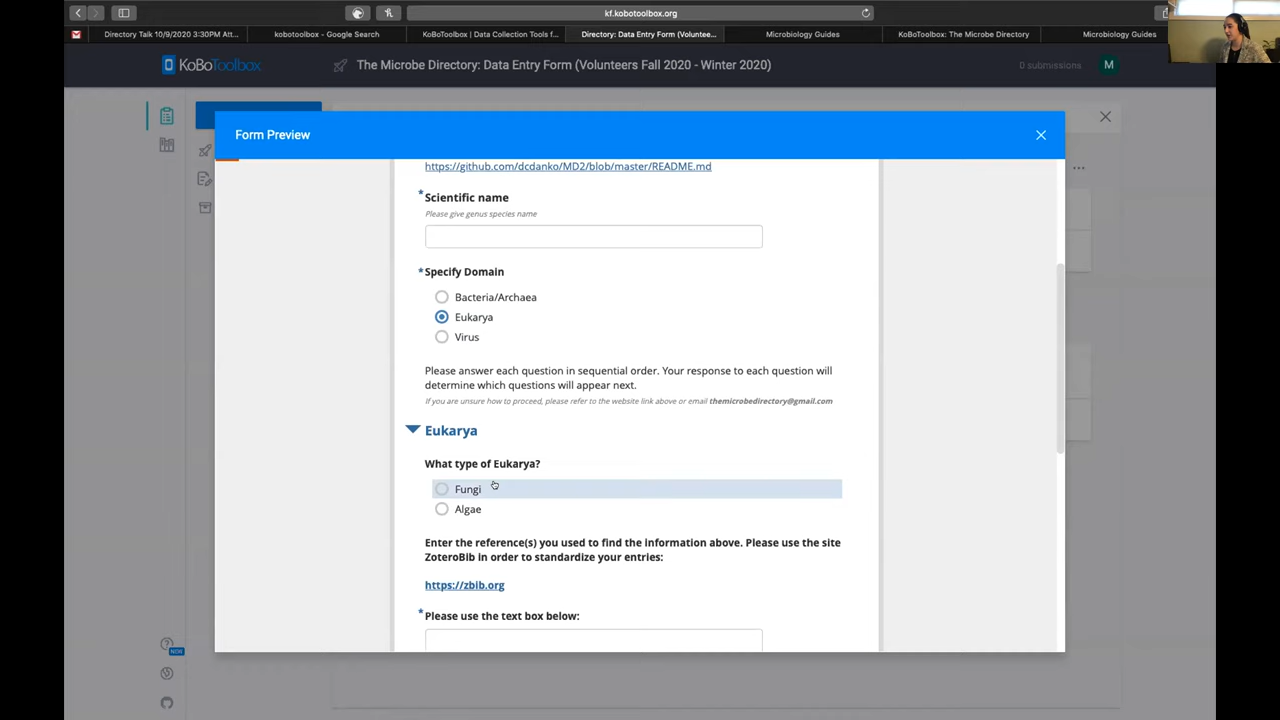 kf.kobotoolbox.org
Directory Talk 10/9/2020 3:30PM Att...
kobotoolbox - Google Search
KoBoToolbox | Data Collection Tools f...
Directory: Data Entry Form (Voluntee...
Microbiology Guides
KoBoToolbox: The Microbe Directory
Microbiology Guides
KoBoToolbox
The Microbe Directory: Data Entry Form (Volunteers Fall 2020 - Winter 2020)
0 submissions
M
Form Preview
https://github.com/dcdanko/MD2/blob/master/README.md
* Scientific name
Please give genus species name
* Specify Domain
Bacteria/Archaea
Eukarya
Virus
Please answer each question in sequential order. Your response to each question will
determine which questions will appear next.
If you are unsure how to proceed, please refer to the website link above or email themicrobedirectory@gmail.com
Eukarya
What type of Eukarya?
Fungi
Algae
Enter the reference(s) you used to find the information above. Please use the site
ZoteroBib in order to standardize your entries:
https://zbib.org
* Please use the text box below:
NEW